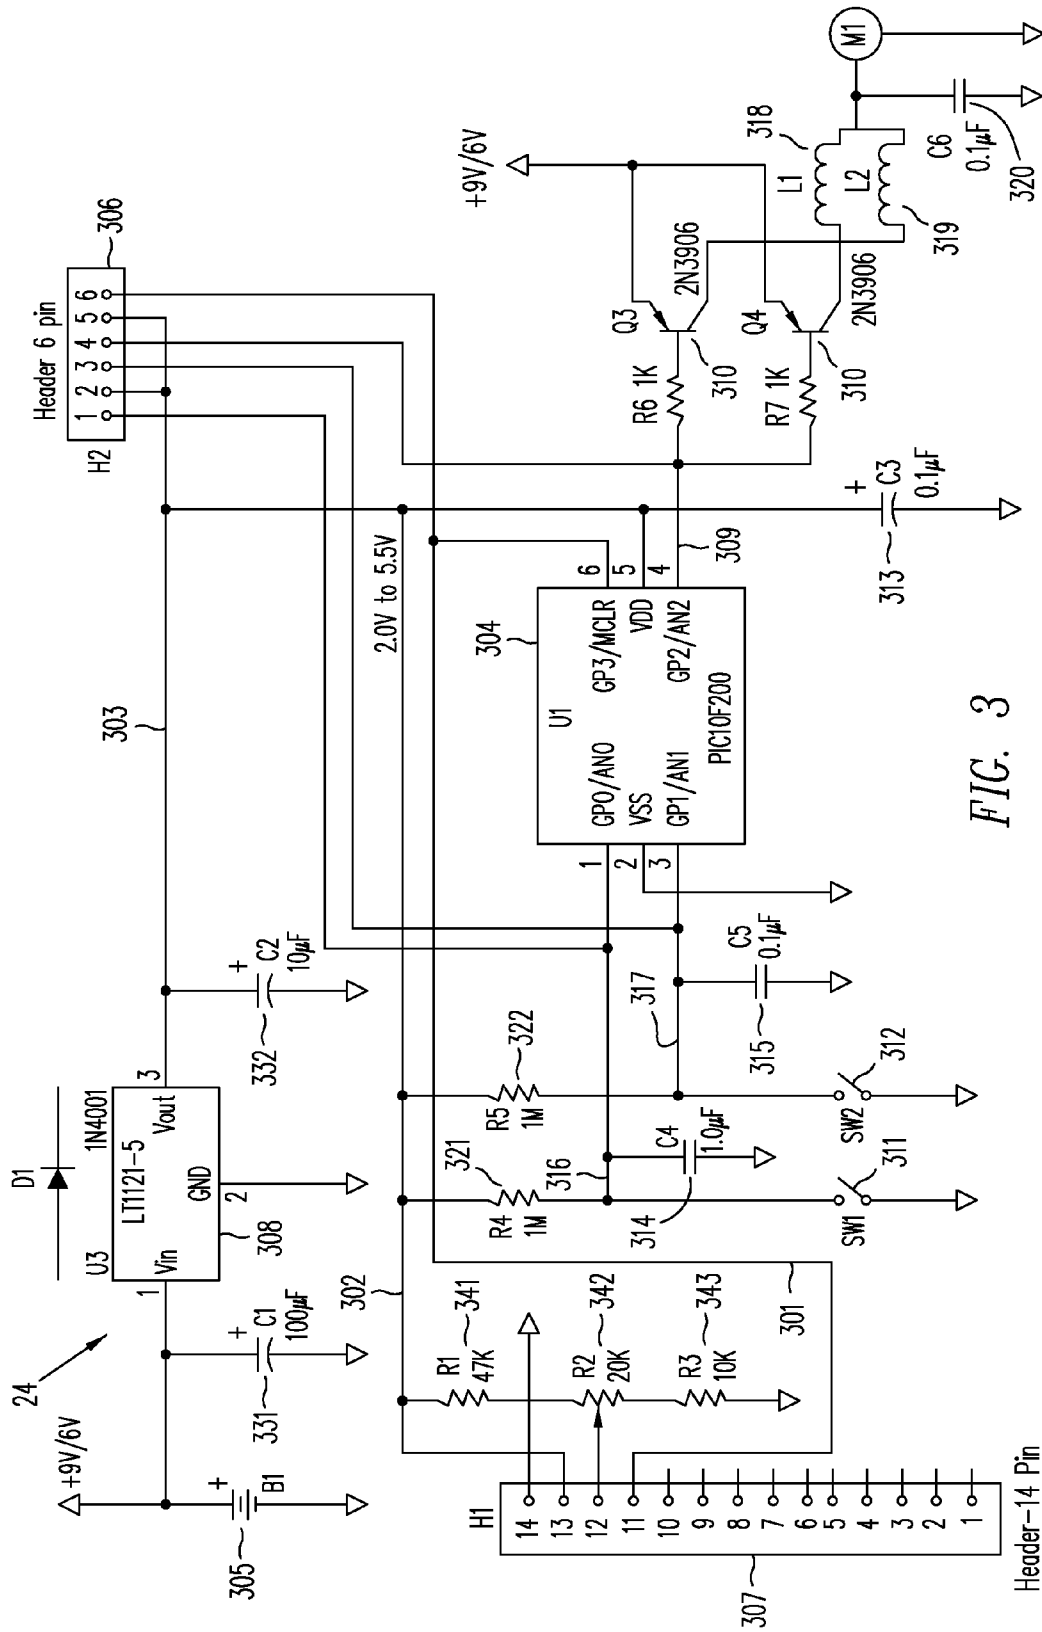 24
+9V/6V
305
+
B1
331
+
C1
100µF
D1
U3
1N4001
LT1121-5
Vin
Vout
GND
1
2
3
308
332
+
C2
10µF
303
Header 6 pin
H2
1 2 3 4 5 6
306
302
2.0V to 5.5V
H1
14
13
12
11
10
9
8
7
6
5
4
3
2
1
307
Header-14 Pin
R1
47K
341
R2
20K
342
R3
10K
343
301
321
R4
1M
322
R5
1M
316
314
C4
1.0µF
317
315
C5
0.1µF
SW1
311
SW2
312
304
U1
GP0/AN0
VSS
GP1/AN1
GP3/MCLR
VDD
GP2/AN2
PIC10F200
1
2
3
6
5
4
309
313
+
C3
0.1µF
R6 1K
R7 1K
Q3
2N3906
310
Q4
2N3906
310
+9V/6V
L1
318
L2
319
C6
0.1µF
320
M1
FIG. 3